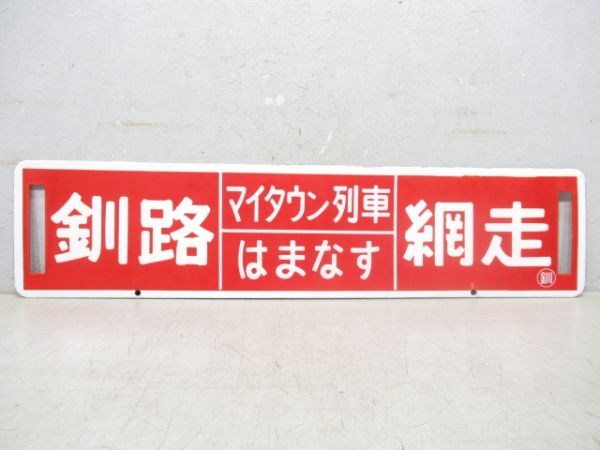 釧路
マイタウン列車
はまなす
網走
釧